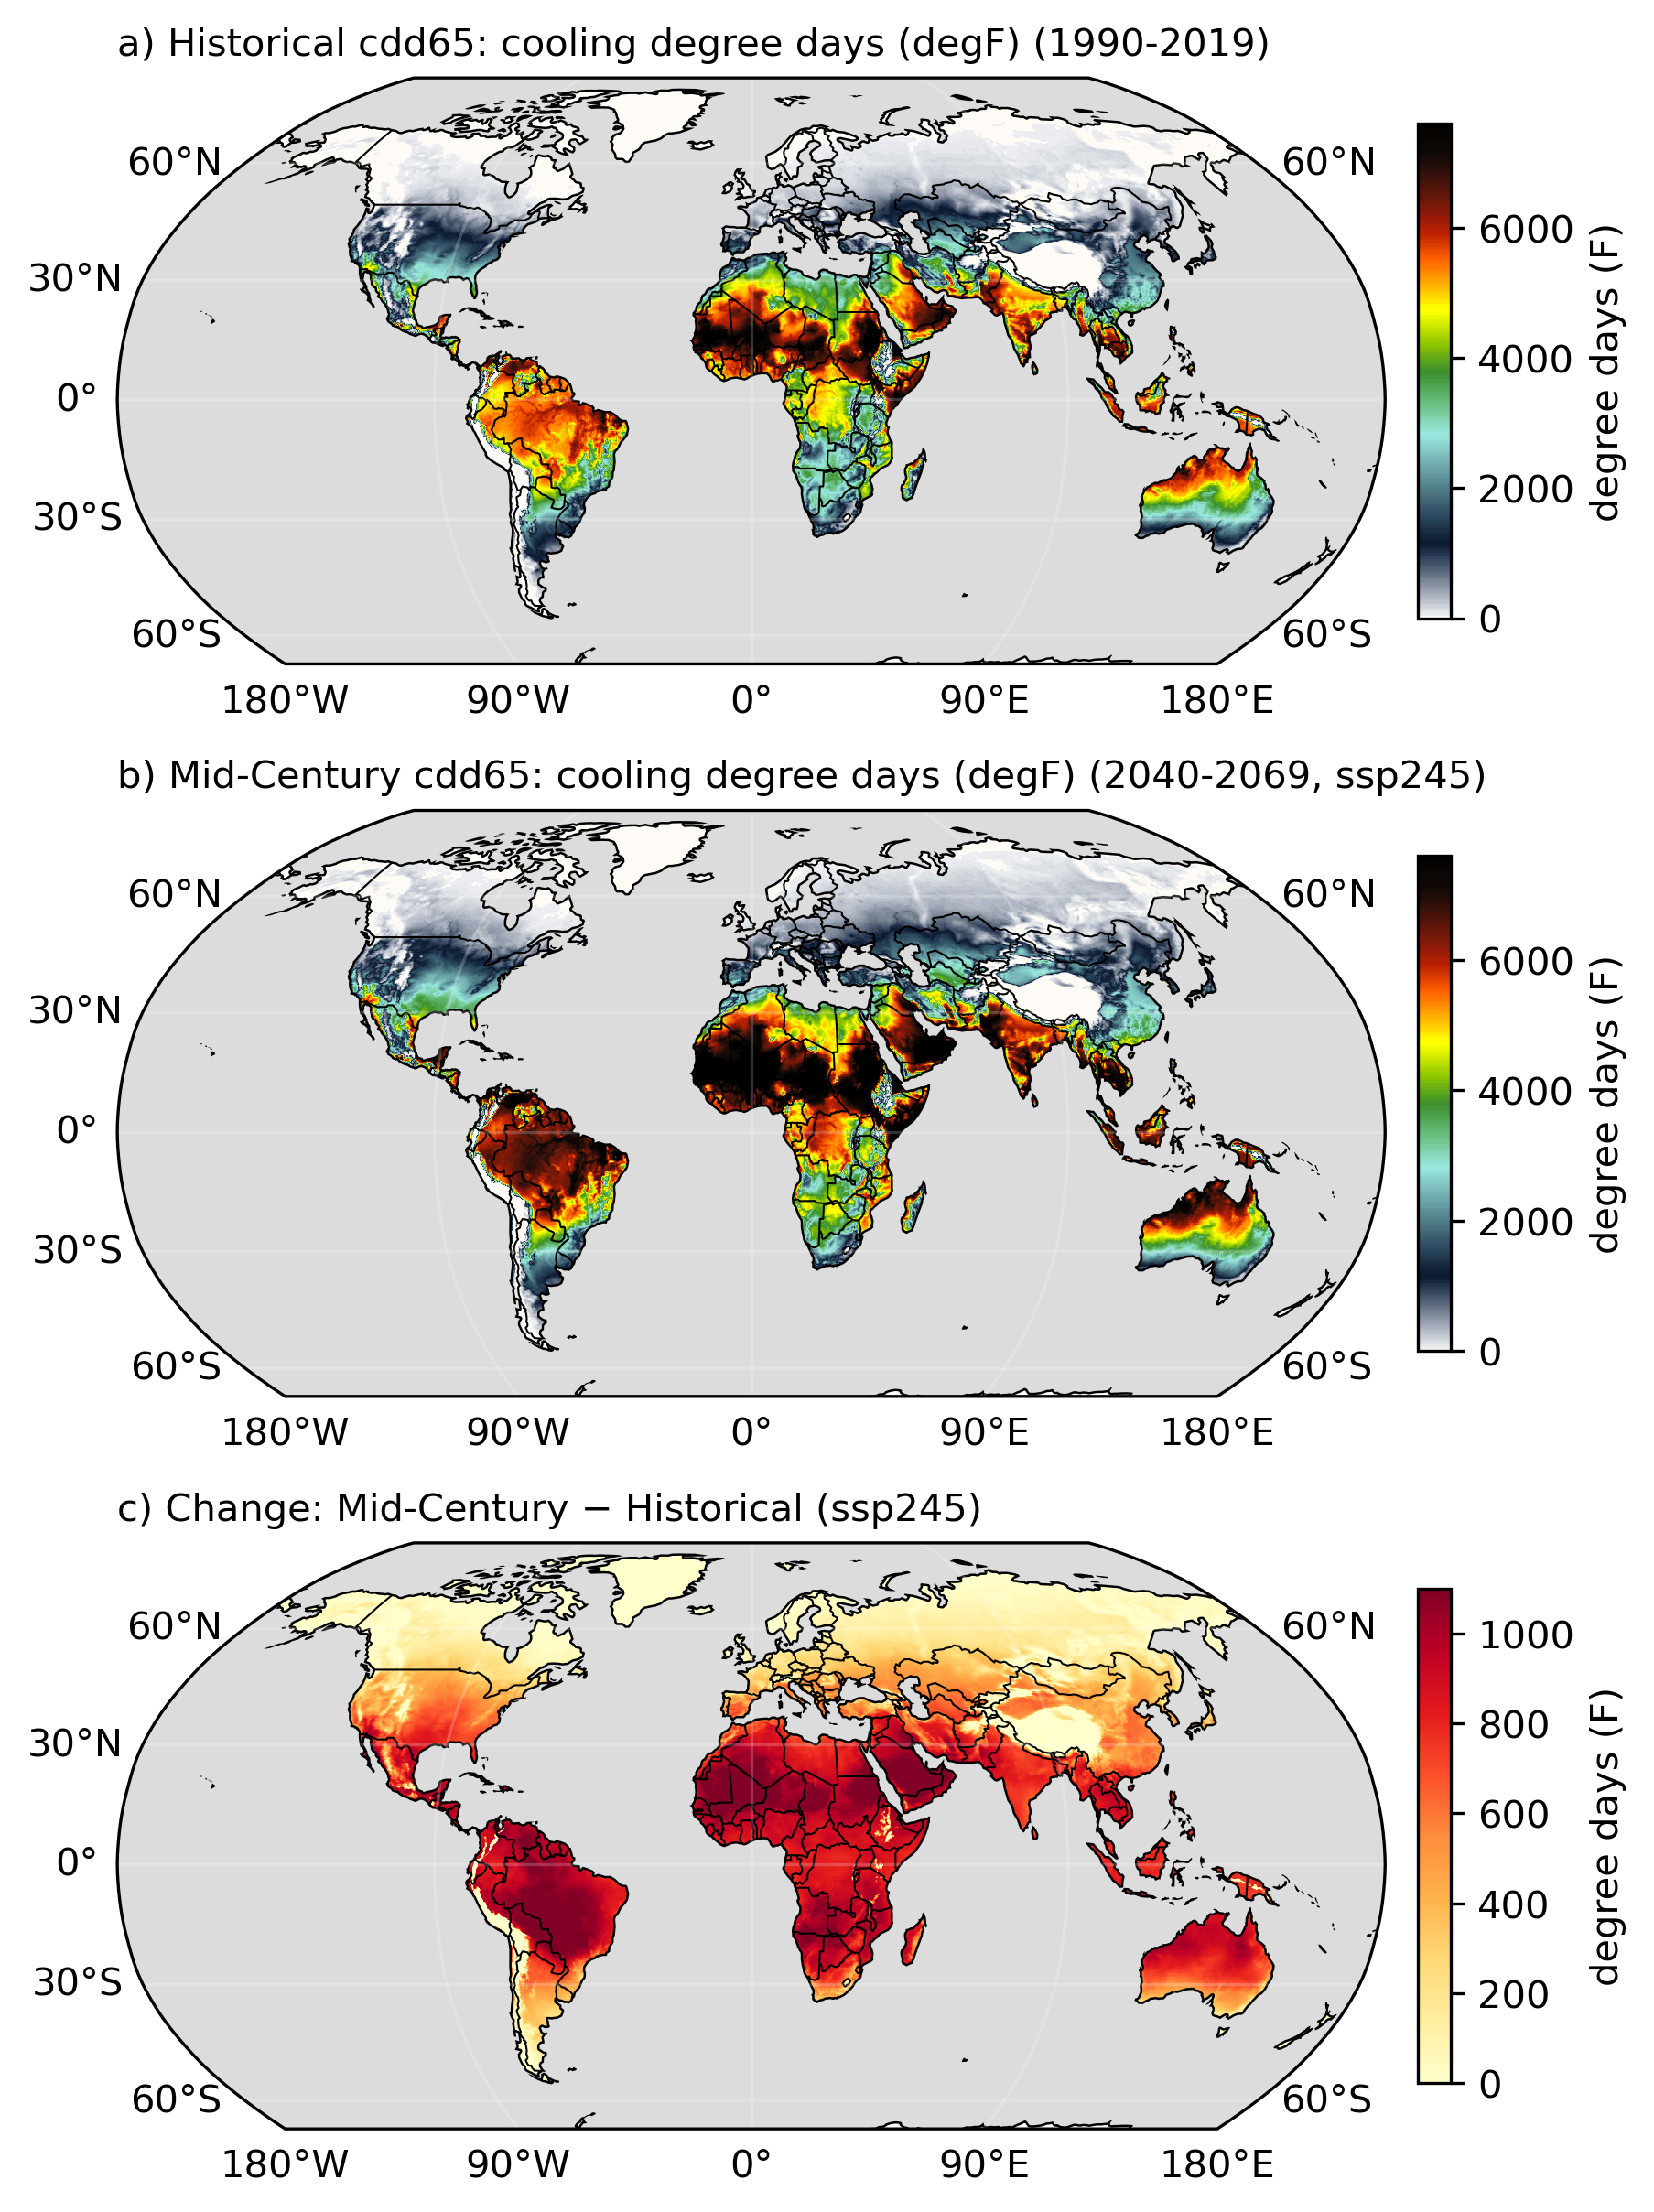 a) Historical cdd65: cooling degree days (degF) (1990-2019)
60°N
60°N
30°N
0°
30°S
60°S
60°S
180°W 90°W 0° 90°E 180°E
6000
4000
2000
0
degree days (F)
b) Mid-Century cdd65: cooling degree days (degF) (2040-2069, ssp245)
60°N
60°N
30°N
0°
30°S
60°S
60°S
180°W 90°W 0° 90°E 180°E
6000
4000
2000
0
degree days (F)
c) Change: Mid-Century − Historical (ssp245)
60°N
60°N
30°N
0°
30°S
60°S
60°S
180°W 90°W 0° 90°E 180°E
1000
800
600
400
200
0
degree days (F)